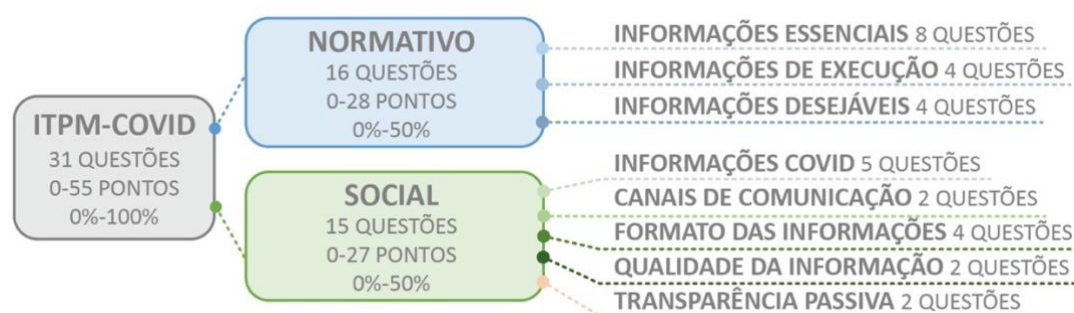 ITPM-COVID
31 QUESTÕES
0-55 PONTOS
0%-100%
NORMATIVO
16 QUESTÕES
0-28 PONTOS
0%-50%
INFORMAÇÕES ESSENCIAIS 8 QUESTÕES
INFORMAÇÕES DE EXECUÇÃO 4 QUESTÕES
INFORMAÇÕES DESEJÁVEIS 4 QUESTÕES
SOCIAL
15 QUESTÕES
0-27 PONTOS
0%-50%
INFORMAÇÕES COVID 5 QUESTÕES
CANAIS DE COMUNICAÇÃO 2 QUESTÕES
FORMATO DAS INFORMAÇÕES 4 QUESTÕES
QUALIDADE DA INFORMAÇÃO 2 QUESTÕES
TRANSPARÊNCIA PASSIVA 2 QUESTÕES